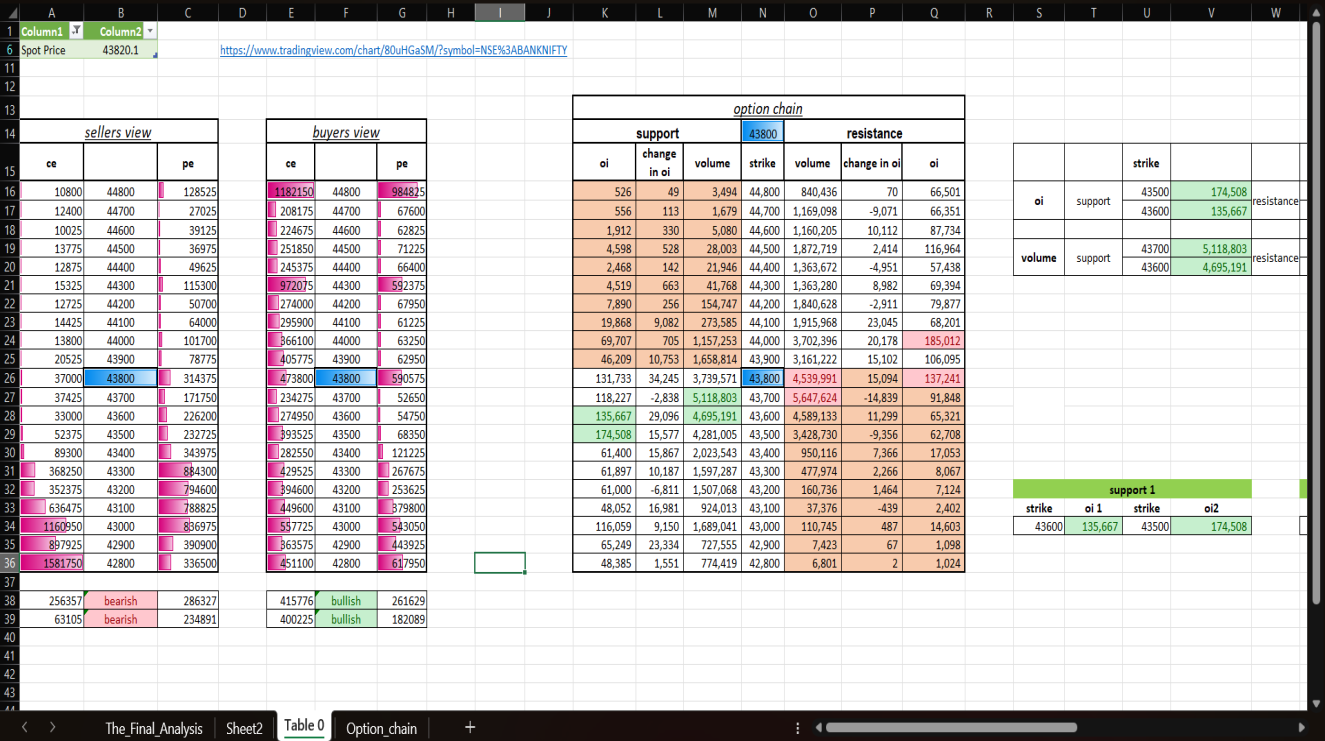 A B C D E F G H I J K L M N O P Q R S T U V W
1 Column1 Column2
6 Spot Price 43820.1 https://www.tradingview.com/chart/80uHGaSM/?symbol=NSE%3ABANKNIFTY
11
12
13 option chain
14 sellers view buyers view support 43800 resistance
15 ce pe ce pe oi change in oi volume strike volume change in oi oi strike
16 10800 44800 128525 1182150 44800 984825 526 49 3,494 44,800 840,436 70 66,501 43500 174,508
oi support resistance
17 12400 44700 27025 208175 44700 67600 556 113 1,679 44,700 1,169,098 -9,071 66,351 43600 135,667
18 10025 44600 39125 224675 44600 62825 1,912 330 5,080 44,600 1,160,205 10,112 87,734
19 13775 44500 36975 251850 44500 71225 4,598 528 28,003 44,500 1,872,719 2,414 116,964 43700 5,118,803
volume support resistance
20 12875 44400 49625 245375 44400 66400 2,468 142 21,946 44,400 1,363,672 -4,951 57,438 43600 4,695,191
21 15325 44300 115300 972075 44300 592375 4,519 663 41,768 44,300 1,363,280 8,982 69,394
22 12725 44200 50700 274000 44200 67950 7,890 256 154,747 44,200 1,840,628 -2,911 79,877
23 14425 44100 64000 295900 44100 61225 19,868 9,082 273,585 44,100 1,915,968 23,045 68,201
24 13800 44000 101700 366100 44000 63250 69,707 705 1,157,253 44,000 3,702,396 20,178 185,012
25 20525 43900 78775 405775 43900 62950 46,209 10,753 1,658,814 43,900 3,161,222 15,102 106,095
26 37000 43800 314375 473800 43800 590575 131,733 34,245 3,739,571 43,800 4,539,991 15,094 137,241
27 37425 43700 171750 234275 43700 52650 118,227 -2,838 5,118,803 43,700 5,647,624 -14,839 91,848
28 33000 43600 226200 274950 43600 54750 135,667 29,096 4,695,191 43,600 4,589,133 11,299 65,321
29 52375 43500 232725 393525 43500 68350 174,508 15,577 4,281,005 43,500 3,428,730 -9,356 62,708
30 89300 43400 343975 282550 43400 121225 61,400 15,867 2,023,543 43,400 950,116 7,366 17,053
31 368250 43300 884300 429525 43300 267675 61,897 10,187 1,597,287 43,300 477,974 2,266 8,067
32 352375 43200 794600 394600 43200 253625 61,000 -6,811 1,507,068 43,200 160,736 1,464 7,124 support 1
33 636475 43100 788825 449600 43100 379800 48,052 16,981 924,013 43,100 37,376 -439 2,402 strike oi 1 strike oi2
34 1160950 43000 836975 557725 43000 543050 116,059 9,150 1,689,041 43,000 110,745 487 14,603 43600 135,667 43500 174,508
35 897925 42900 390900 363575 42900 443925 65,249 23,334 727,555 42,900 7,423 67 1,098
36 1581750 42800 336500 451100 42800 617950 48,385 1,551 774,419 42,800 6,801 2 1,024
37
38 256357 bearish 286327 415776 bullish 261629
39 63105 bearish 234891 400225 bullish 182089
40
41
42
43
44
The_Final_Analysis Sheet2 Table 0 Option_chain